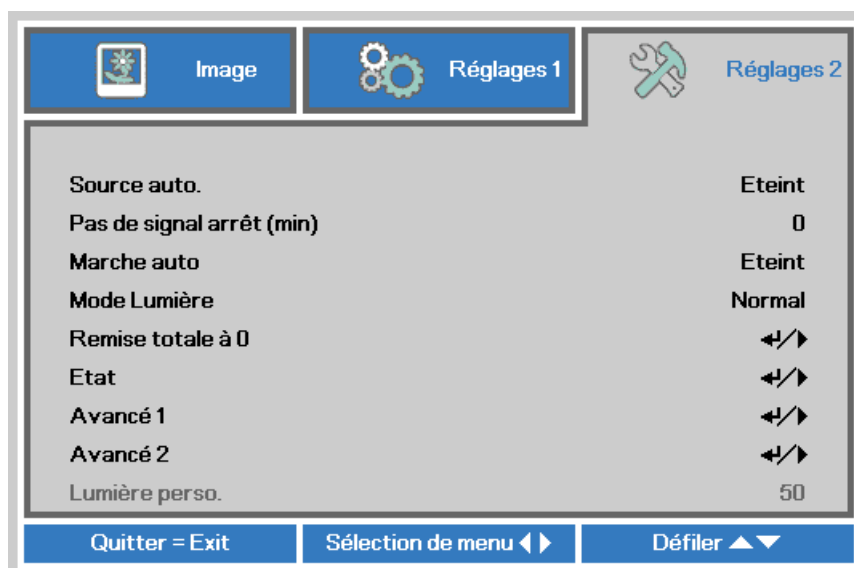 Image
Réglages 1
Réglages 2
Source auto. Eteint
Pas de signal arrêt (min) 0
Marche auto Eteint
Mode Lumière Normal
Remise totale à 0 ↵/▶
Etat ↵/▶
Avancé 1 ↵/▶
Avancé 2 ↵/▶
Lumière perso. 50
Quitter = Exit
Sélection de menu ◀▶
Défiler ▲▼